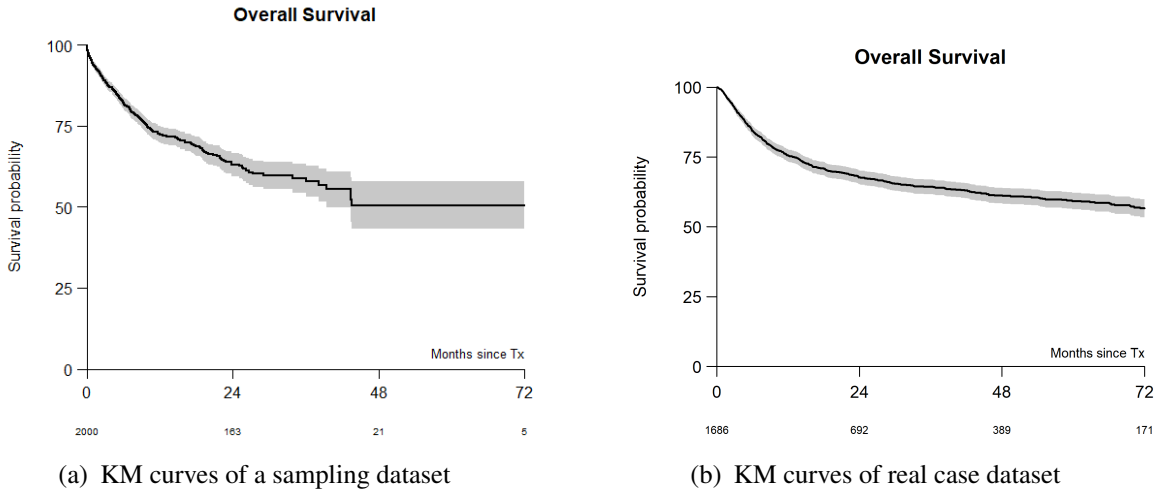 Overall Survival
100
75
50
25
0
Survival probability
Months since Tx
0 24 48 72
2000 163 21 5
(a) KM curves of a sampling dataset
Overall Survival
100
75
50
25
0
Survival probability
Months since Tx
0 24 48 72
1686 692 389 171
(b) KM curves of real case dataset